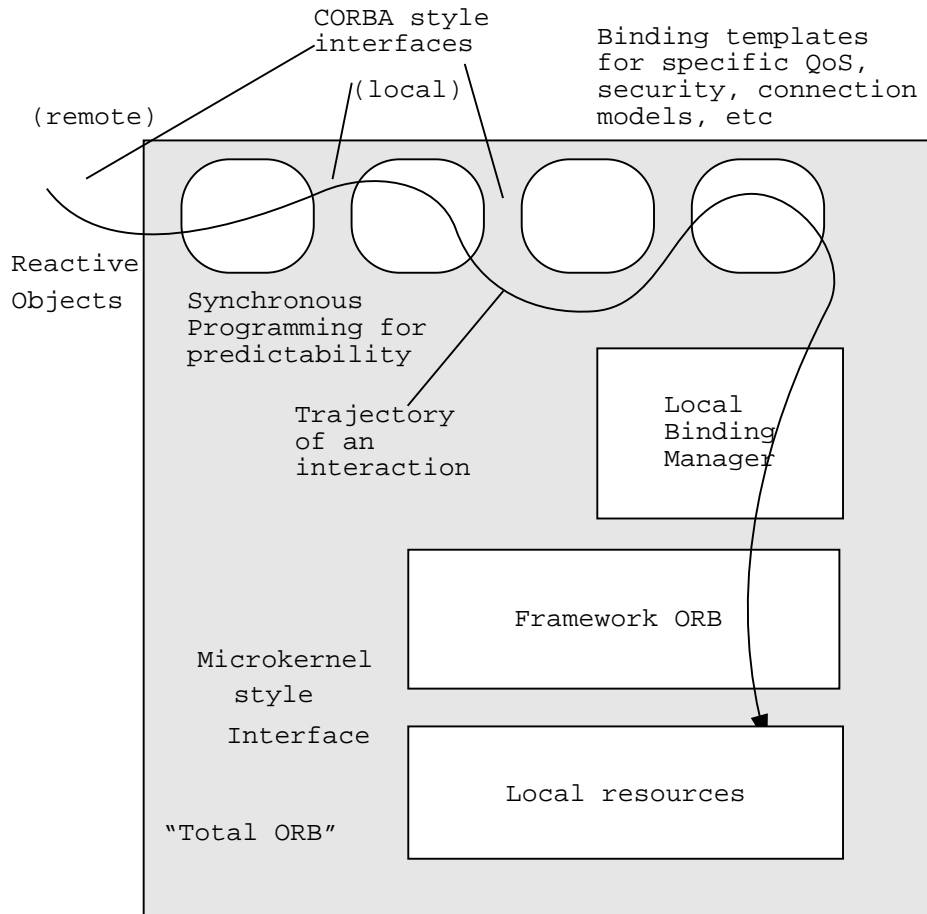 CORBA style
interfaces
Binding templates
for specific QoS,
security, connection
models, etc
(local)
(remote)
Reactive
Objects
Synchronous
Programming for
predictability
Trajectory
of an
interaction
Local
Binding
Manager
Framework ORB
Microkernel
style
Interface
Local resources
“Total ORB”